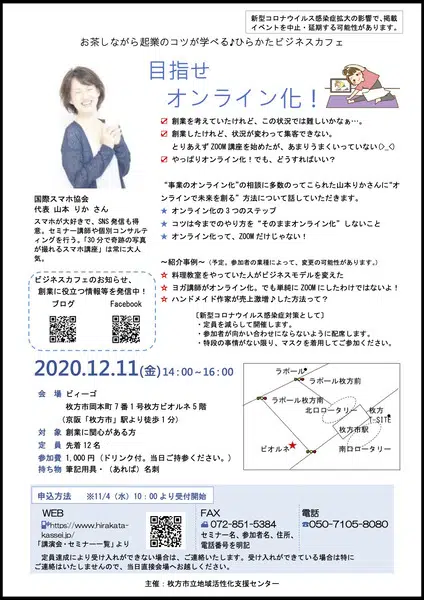 新型コロナウイルス感染症拡大の影響で、掲載
イベントを中止・延期する可能性があります。
お茶しながら起業のコツが学べる♪ひらかたビジネスカフェ
目指せ
オンライン化！
☑ 創業を考えていたけれど、この状況では難しいかなぁ…。
☑ 創業したけれど、状況が変わって集客できない。
とりあえずZOOM講座を始めたが、あまりうまくいっていない(>_<)
☑ やっぱりオンライン化！でも、どうすればいい？
国際スマホ協会
代表 山本 りか さん
スマホが大好きで、SNS発信も得
意。セミナー講師や個別コンサルティ
ングを行う。「30分で奇跡の写真
が撮れるスマホ講座」は常に大人
気。
“事業のオンライン化”の相談に多数のってこられた山本りかさんに“オ
ンラインで未来を創る”方法について話していただきます。
★ オンライン化の3つのステップ
★ コツは今までのやり方を“そのままオンライン化”しないこと
★ オンライン化って、ZOOMだけじゃない！
～紹介事例～（予定。参加者の業種によって、変更の可能性があります。）
☆ 料理教室をやっていた人がビジネスモデルを変えた
☆ ヨガ講師がオンライン化。でも単純にZOOMにしたわけではないよ！
☆ ハンドメイド作家が売上激増♪した方法って？
〔新型コロナウイルス感染症対策として〕
・定員を減らして開催します。
・参加者が向かい合わせにならないように配席します。
・特段の事情がない限り、マスクを着用してご参加ください。
ビジネスカフェのお知らせ、
創業に役立つ情報等を発信中！
ブログ Facebook
2020.12.11(金) 14:00～16:00
会 場 ビィーゴ
枚方市岡本町7番1号枚方ビオルネ5階
（京阪「枚方市」駅より徒歩1分）
対 象 創業に関心がある方
定 員 先着12名
参加費 1,000円（ドリンク付。当日ご持参ください。）
持ち物 筆記用具・（あれば）名刺
ラポール
ラポール枚方前
ラポール枚方南
北口ロータリー
枚方
T-SITE
枚方市駅
ビオルネ
南口ロータリー
申込方法 ※11/4（水）10：00より受付開始
WEB
https://www.hirakata-
kassei.jp/
「講演会・セミナー一覧」より
FAX
072-851-5384
セミナー名、参加者名、住所、
電話番号を明記
電話
☎050-7105-8080
定員達成により受け入れができない場合は、ご連絡いたします。受け入れができている場合は特に
ご連絡はいたしませんので、当日直接会場へお越しください。
主催：枚方市立地域活性化支援センター